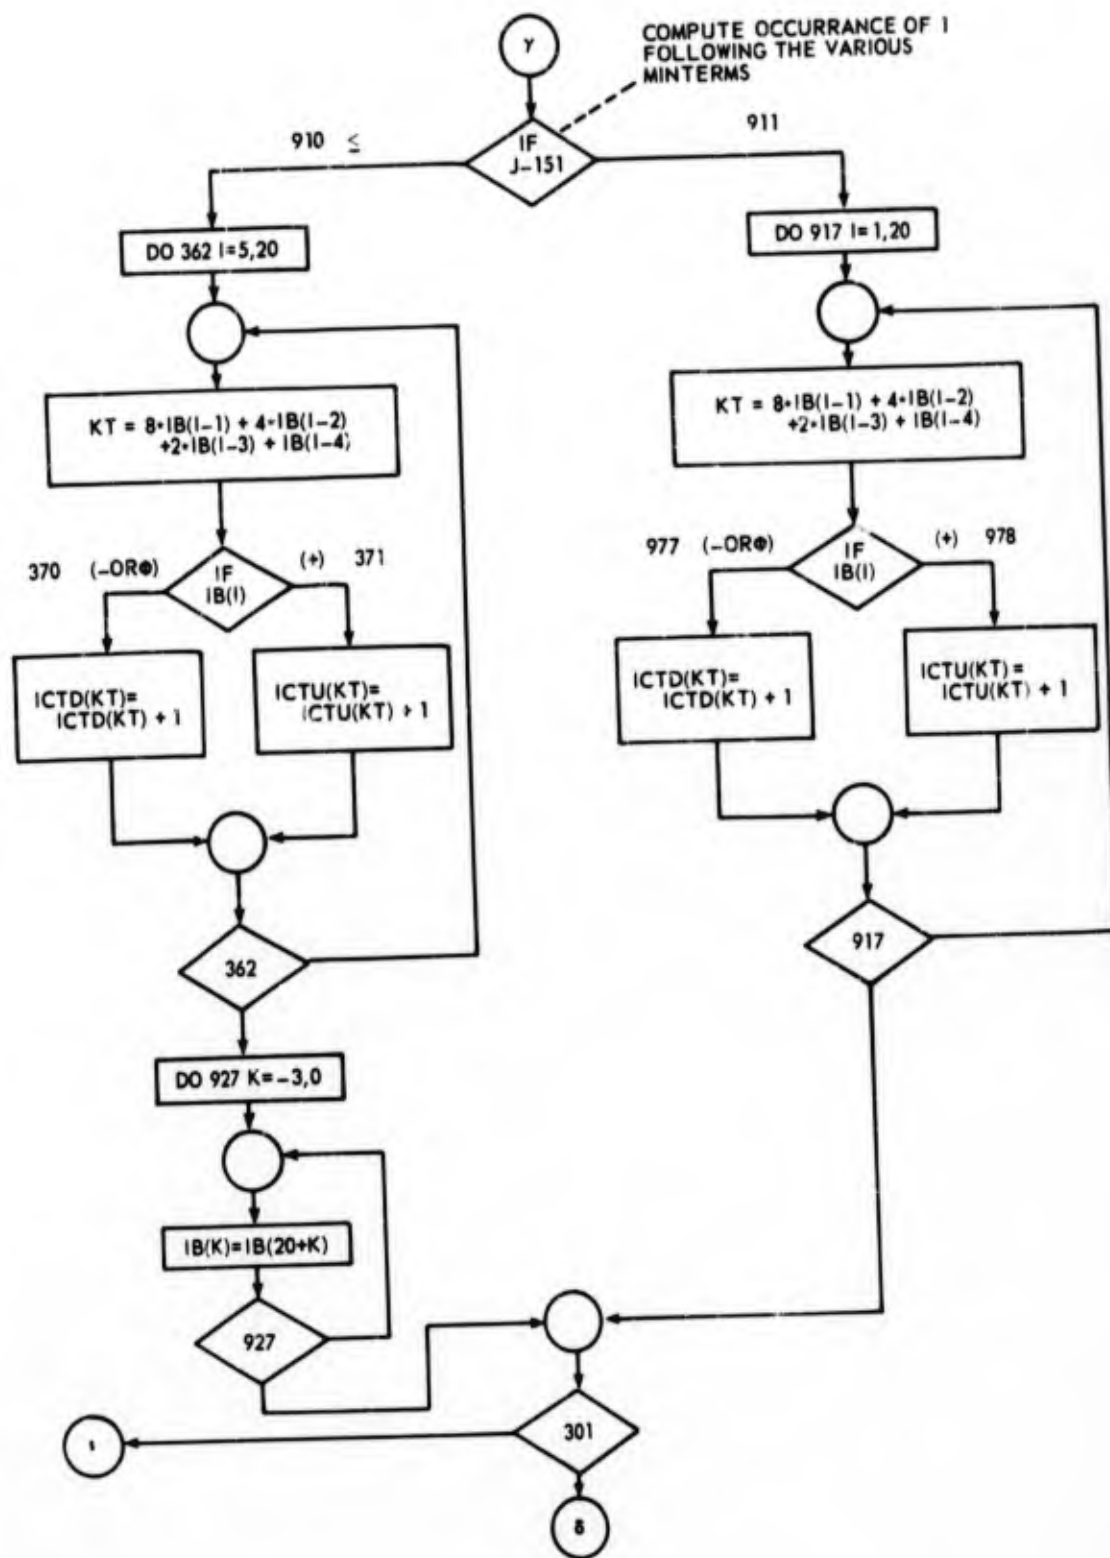 γ
COMPUTE OCCURRANCE OF 1
FOLLOWING THE VARIOUS
MINTERMS
910 ≤
IF
J-151
911
DO 362 I=5,20
DO 917 I=1,20
KT = 8•IB(I-1) + 4•IB(I-2)
+2•IB(I-3) + IB(I-4)
KT = 8•IB(I-1) + 4•IB(I-2)
+2•IB(I-3) + IB(I-4)
370 (-OR0)
IF
IB(I)
(+) 371
977 (-OR0)
IF
IB(I)
(+) 978
ICTD(KT)=
ICTD(KT) + 1
ICTU(KT)=
ICTU(KT) + 1
ICTD(KT)=
ICTD(KT) + 1
ICTU(KT)=
ICTU(KT) + 1
362
917
DO 927 K=-3,0
IB(K)=IB(20+K)
927
301
δ